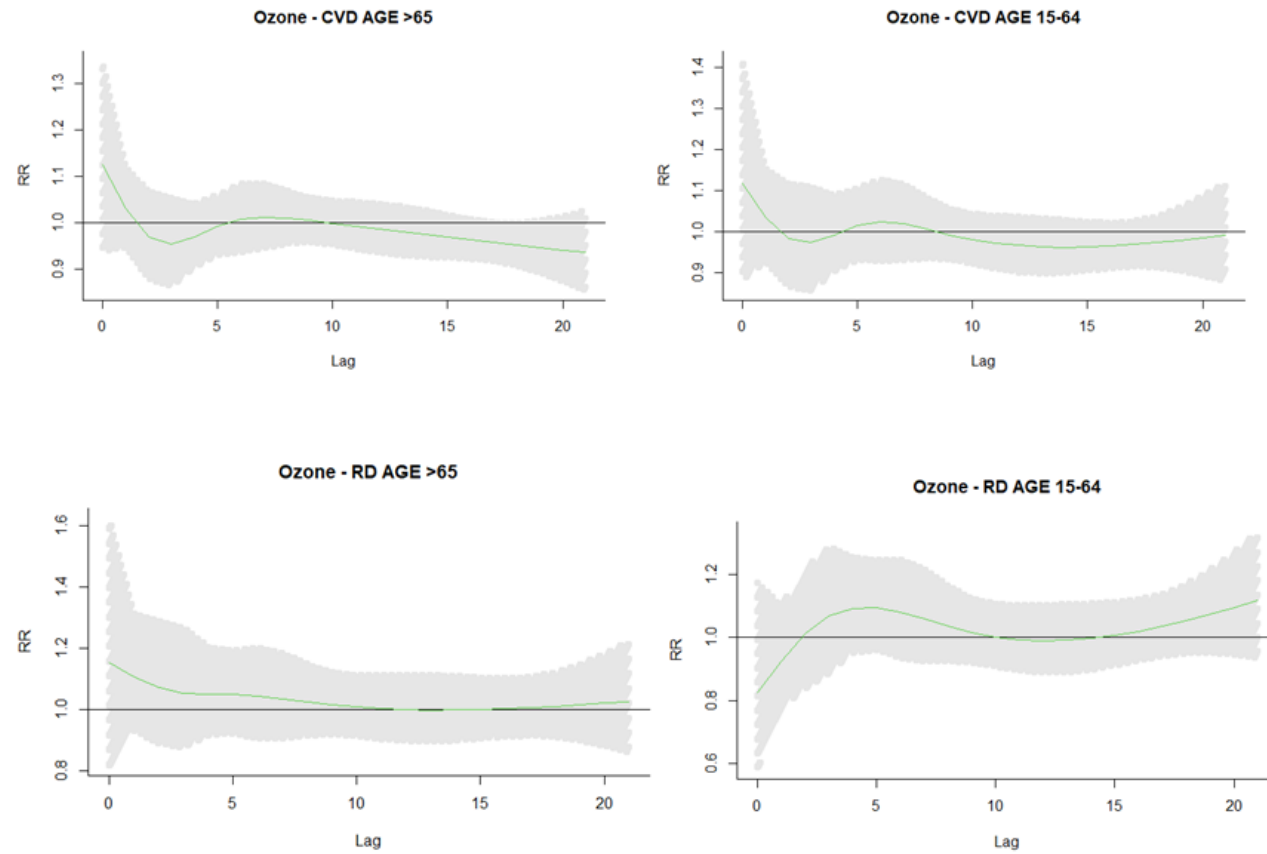 Ozone - CVD AGE >65
RR
1.3
1.2
1.1
1.0
0.9
0 5 10 15 20
Lag
Ozone - CVD AGE 15-64
RR
1.4
1.3
1.2
1.1
1.0
0.9
0 5 10 15 20
Lag
Ozone - RD AGE >65
RR
1.6
1.4
1.2
1.0
0.8
0 5 10 15 20
Lag
Ozone - RD AGE 15-64
RR
1.2
1.0
0.8
0.6
0 5 10 15 20
Lag